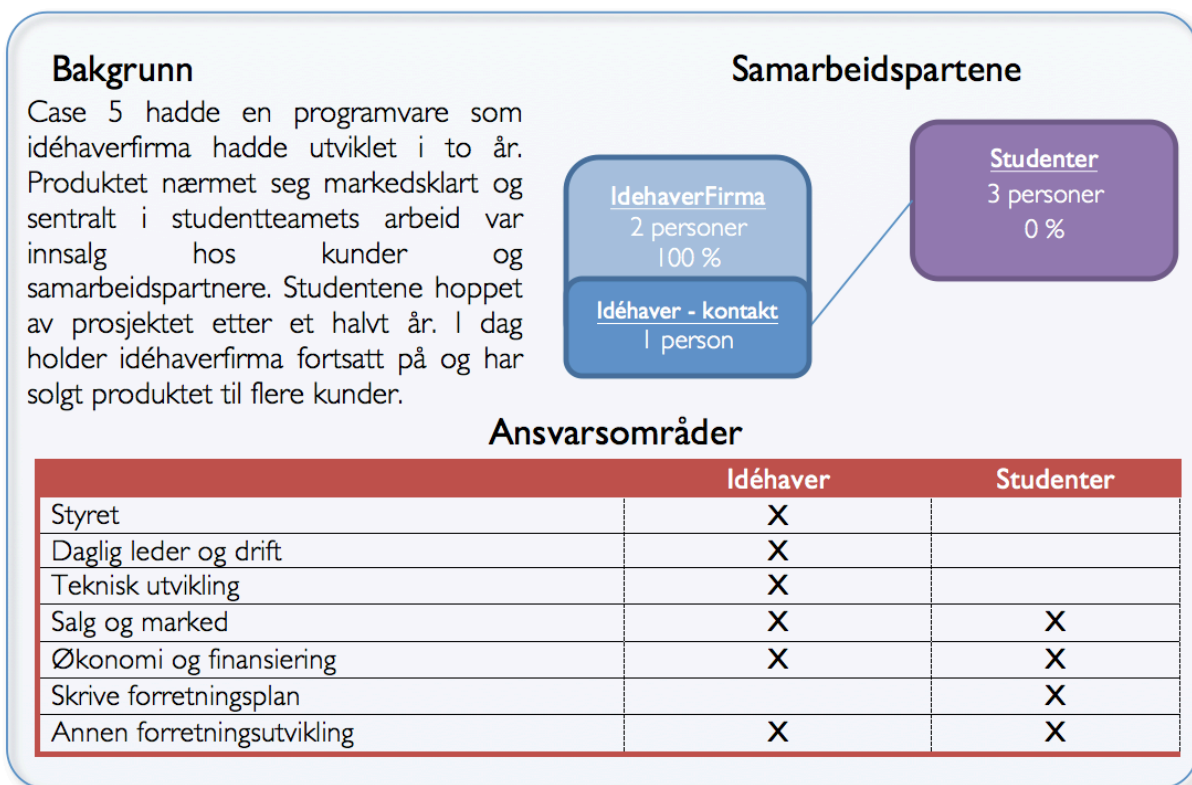 Bakgrunn
Case 5 hadde en programvare som
idéhaverfirma hadde utviklet i to år.
Produktet nærmet seg markedsklart og
sentralt i studentteamets arbeid var
innsalg hos kunder og
samarbeidspartnere. Studentene hoppet
av prosjektet etter et halvt år. I dag
holder idéhaverfirma fortsatt på og har
solgt produktet til flere kunder.
Samarbeidspartene
IdehaverFirma
2 personer
100 %
Idéhaver - kontakt
1 person
Studenter
3 personer
0 %
Ansvarsområder
Idéhaver Studenter
Styret X
Daglig leder og drift X
Teknisk utvikling X
Salg og marked X X
Økonomi og finansiering X X
Skrive forretningsplan X
Annen forretningsutvikling X X